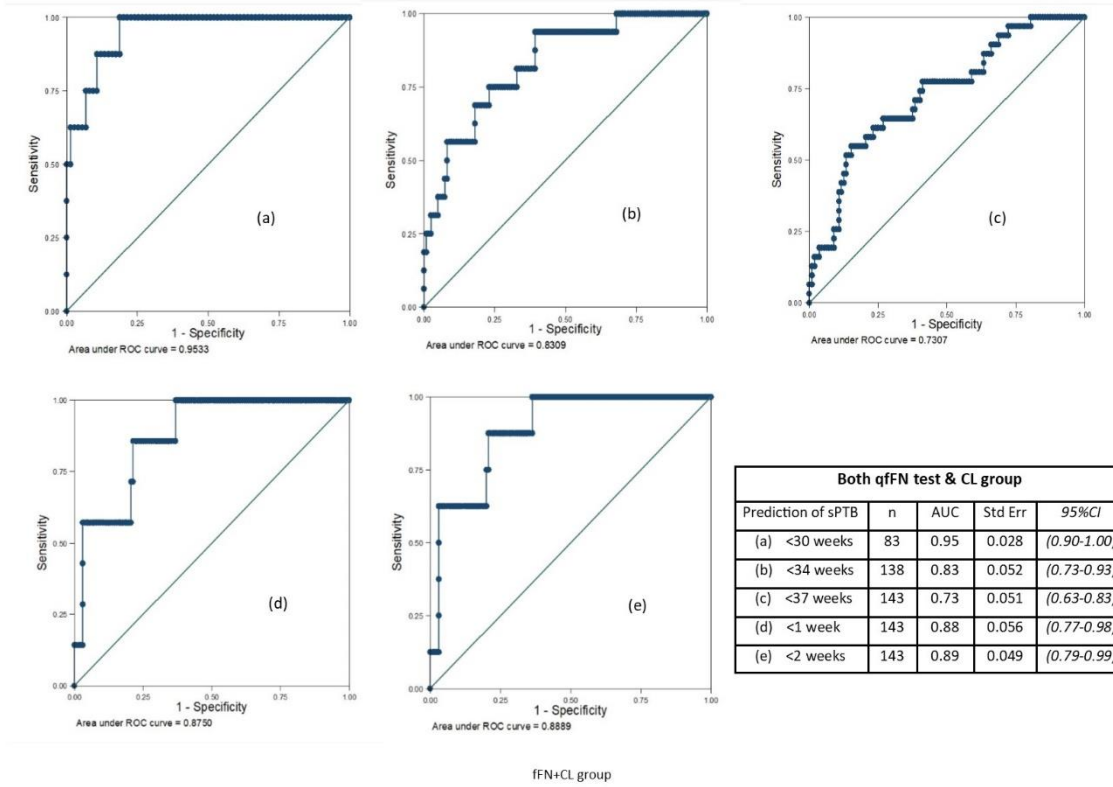 1.00
0.75
0.50
0.25
0.00
Sensitivity
(a)
0.00 0.25 0.50 0.75 1.00
1 - Specificity
Area under ROC curve = 0.9533
1.00
0.75
0.50
0.25
0.00
Sensitivity
(b)
0.00 0.25 0.50 0.75 1.00
1 - Specificity
Area under ROC curve = 0.8309
1.00
0.75
0.50
0.25
0.00
Sensitivity
(c)
0.00 0.25 0.50 0.75 1.00
1 - Specificity
Area under ROC curve = 0.7307
1.00
0.75
0.50
0.25
0.00
Sensitivity
(d)
0.00 0.25 0.50 0.75 1.00
1 - Specificity
Area under ROC curve = 0.8750
1.00
0.75
0.50
0.25
0.00
Sensitivity
(e)
0.00 0.25 0.50 0.75 1.00
1 - Specificity
Area under ROC curve = 0.8889
Both qfFN test & CL group
Prediction of sPTB n AUC Std Err 95%CI
(a) <30 weeks 83 0.95 0.028 (0.90-1.00)
(b) <34 weeks 138 0.83 0.052 (0.73-0.93)
(c) <37 weeks 143 0.73 0.051 (0.63-0.83)
(d) <1 week 143 0.88 0.056 (0.77-0.98)
(e) <2 weeks 143 0.89 0.049 (0.79-0.99)
fFN+CL group